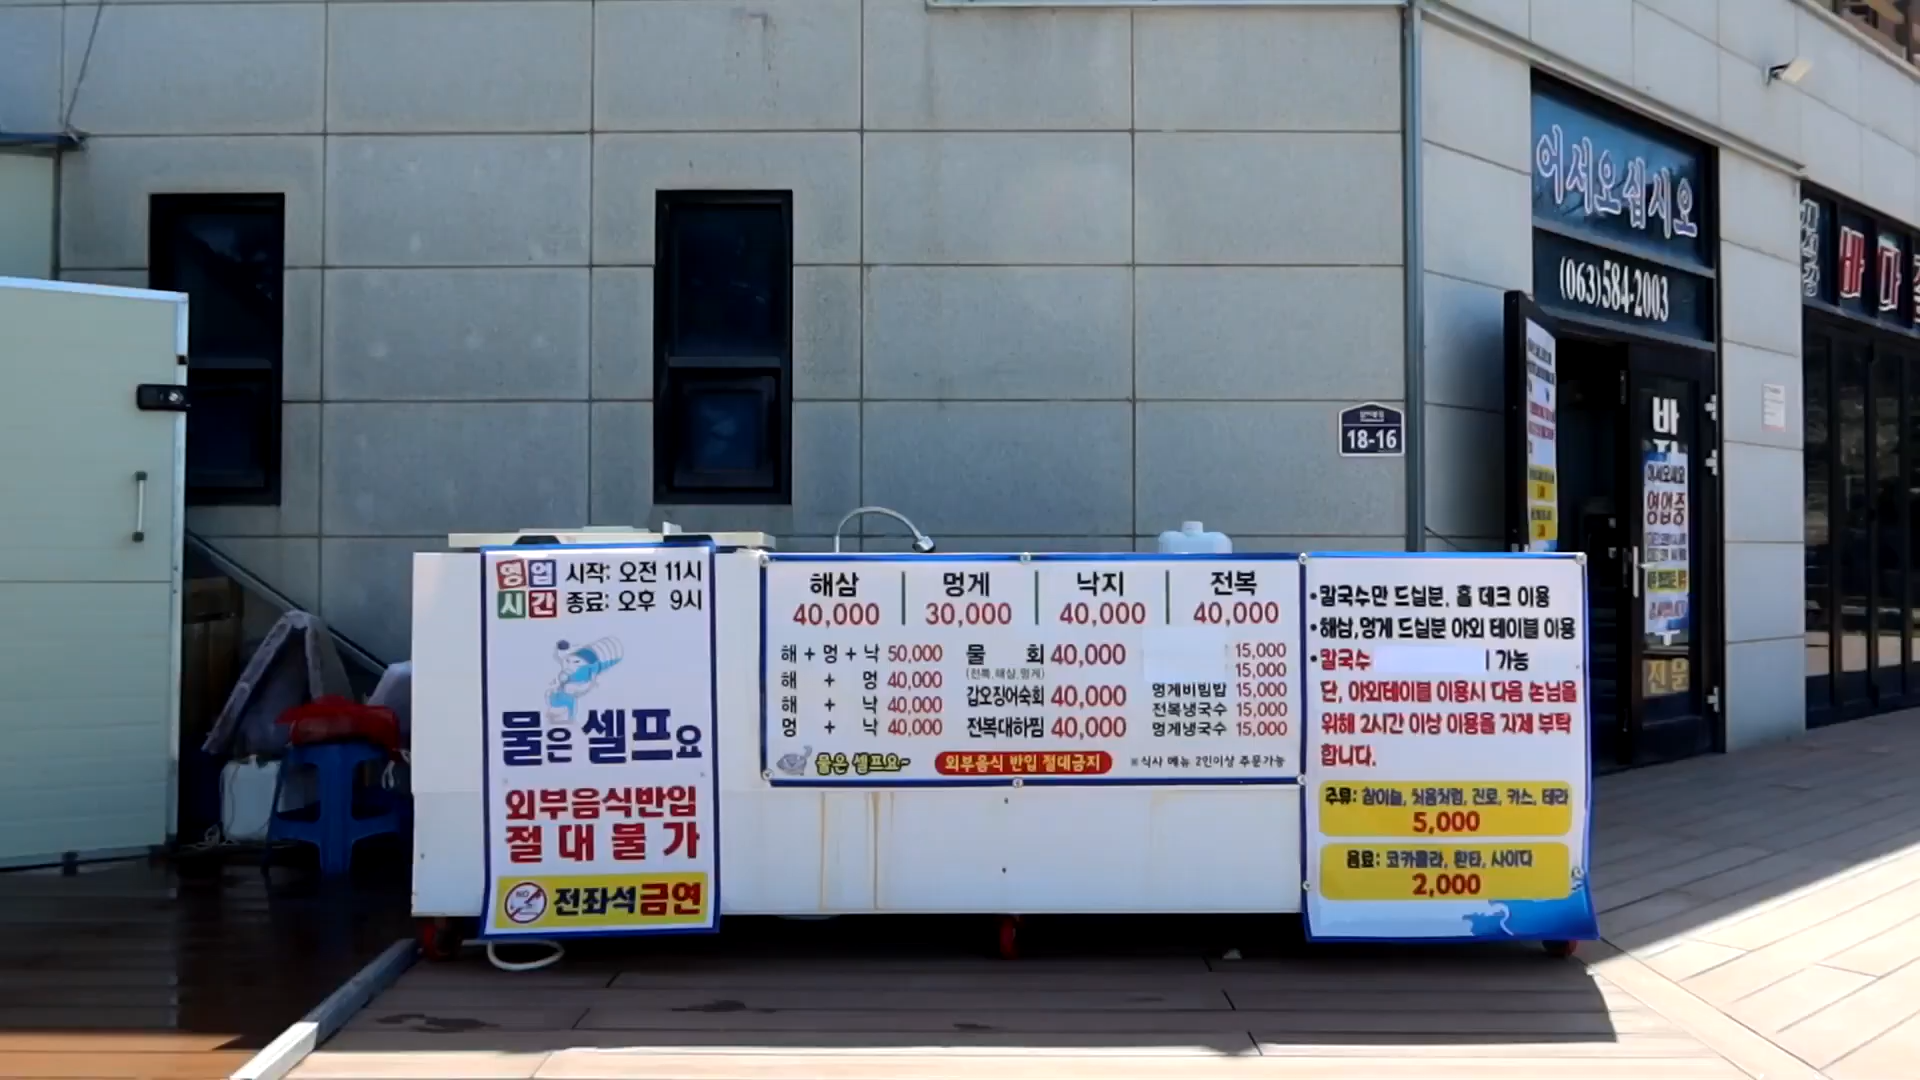 어서오십시오
(063)584-2003
바다
18-16
영업중
영업 시작: 오전 11시
시간 종료: 오후 9시
물은 셀프요
외부음식반입
절대불가
전좌석금연
해삼 멍게 낙지 전복
40,000 30,000 40,000 40,000
해 + 멍 + 낙 50,000
해 + 멍 40,000
해 + 낙 40,000
멍 + 낙 40,000
물 회 40,000
(전복,해삼,멍게)
갑오징어숙회 40,000
전복대하찜 40,000
15,000
15,000
멍게비빔밥 15,000
전복냉국수 15,000
멍게냉국수 15,000
물은 셀프요~
외부음식 반입 절대금지
※식사 메뉴 2인이상 주문가능
•칼국수만 드실분. 홀 데크 이용
•해삼,멍게 드실분 야외 테이블 이용
•칼국수 가능
단, 야외테이블 이용시 다음 손님을
위해 2시간 이상 이용을 자제 부탁
합니다.
주류: 참이슬, 처음처럼, 진로, 카스, 테라
5,000
음료: 코카콜라, 환타, 사이다
2,000